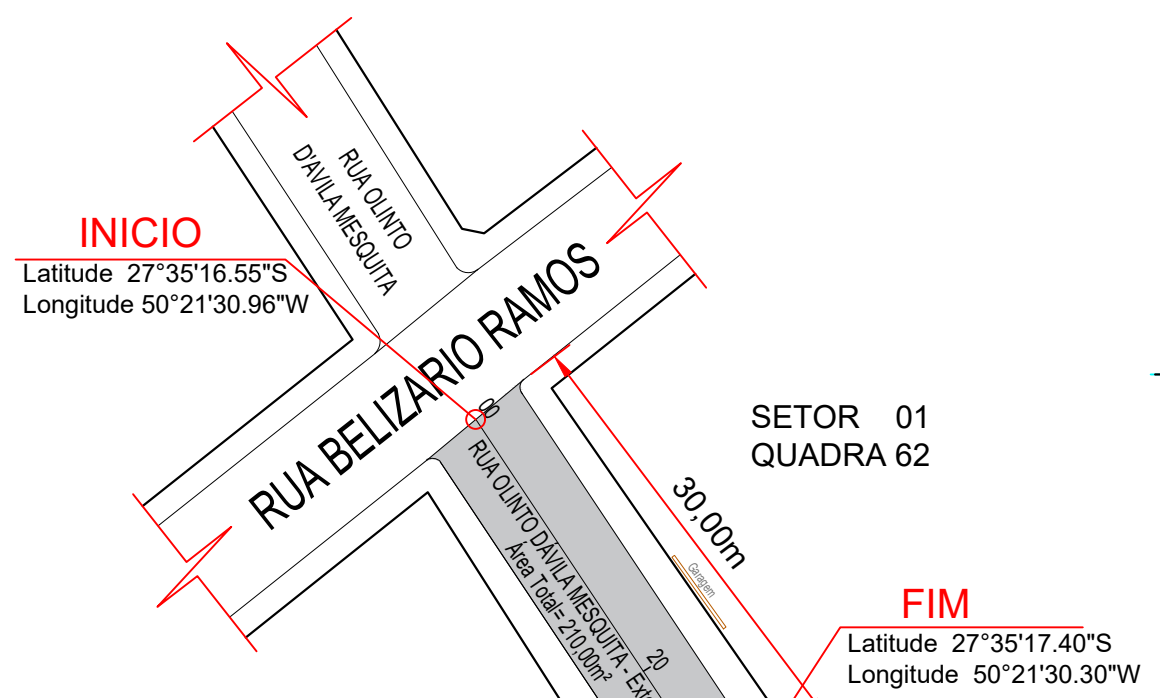 RUA OLINTO
D'AVILA MESQUITA
INICIO
Latitude 27°35'16.55"S
Longitude 50°21'30.96"W
RUA BELIZARIO RAMOS
00
SETOR 01
QUADRA 62
RUA OLINTO DÁVILA MESQUITA - Ext
Área Total= 210,00m²
20
30,00m
Garagem
FIM
Latitude 27°35'17.40"S
Longitude 50°21'30.30"W